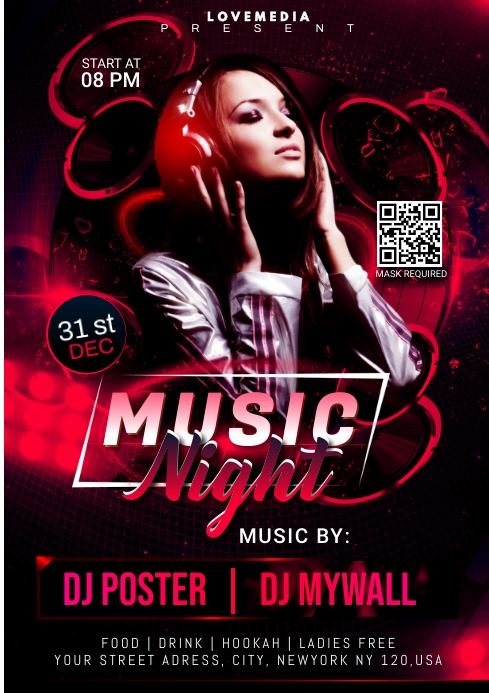 LOVEMEDIA
PRESENT
START AT
08 PM
MASK REQUIRED
31 st
DEC
MUSIC
Night
MUSIC BY:
DJ POSTER | DJ MYWALL
FOOD | DRINK | HOOKAH | LADIES FREE
YOUR STREET ADRESS, CITY, NEWYORK NY 120,USA